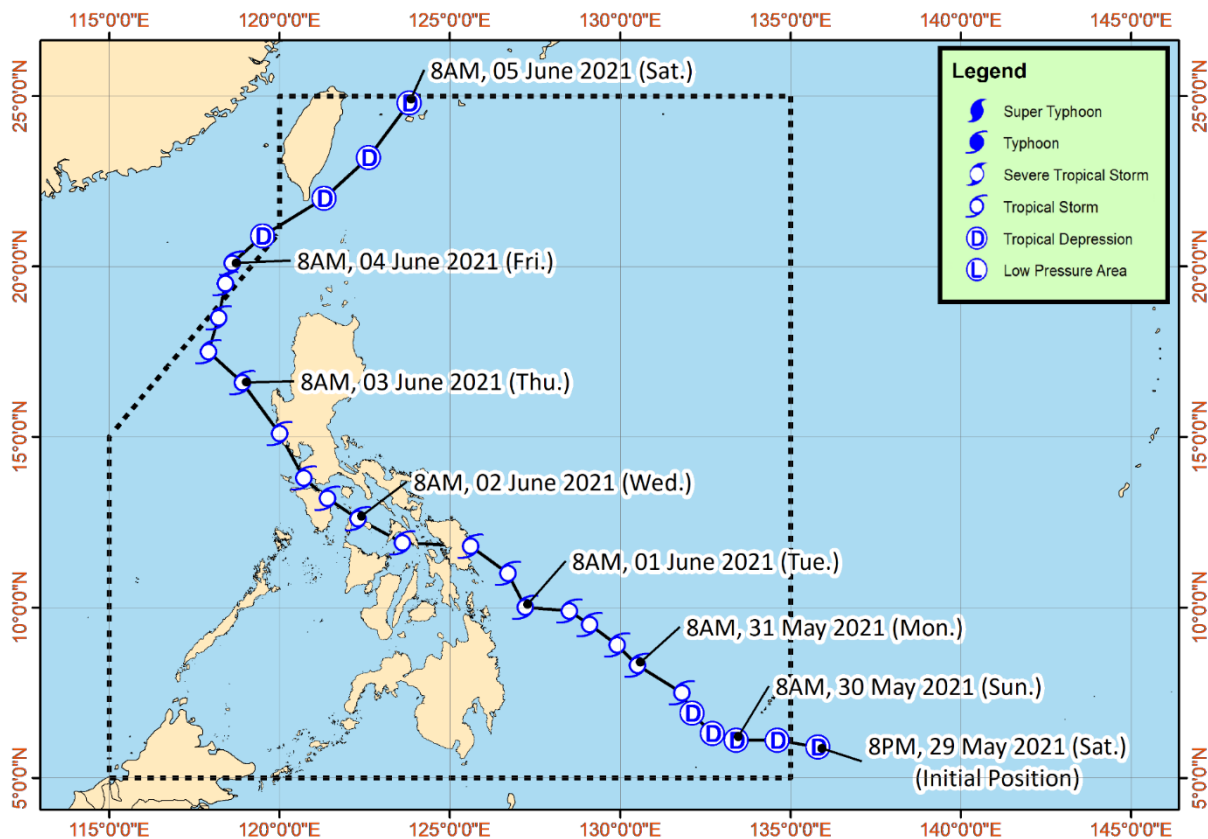 115°0'0"E 120°0'0"E 125°0'0"E 130°0'0"E 135°0'0"E 140°0'0"E 145°0'0"E
8AM, 05 June 2021 (Sat.)
Legend
Super Typhoon
Typhoon
Severe Tropical Storm
Tropical Storm
D Tropical Depression
L Low Pressure Area
25°0'0"N 25°0'0"N
D
D
D
D
8AM, 04 June 2021 (Fri.)
20°0'0"N 20°0'0"N
8AM, 03 June 2021 (Thu.)
15°0'0"N 15°0'0"N
8AM, 02 June 2021 (Wed.)
8AM, 01 June 2021 (Tue.)
10°0'0"N 10°0'0"N
8AM, 31 May 2021 (Mon.)
8AM, 30 May 2021 (Sun.)
D
D
D
D
D
8PM, 29 May 2021 (Sat.)
(Initial Position)
5°0'0"N 5°0'0"N
115°0'0"E 120°0'0"E 125°0'0"E 130°0'0"E 135°0'0"E 140°0'0"E 145°0'0"E